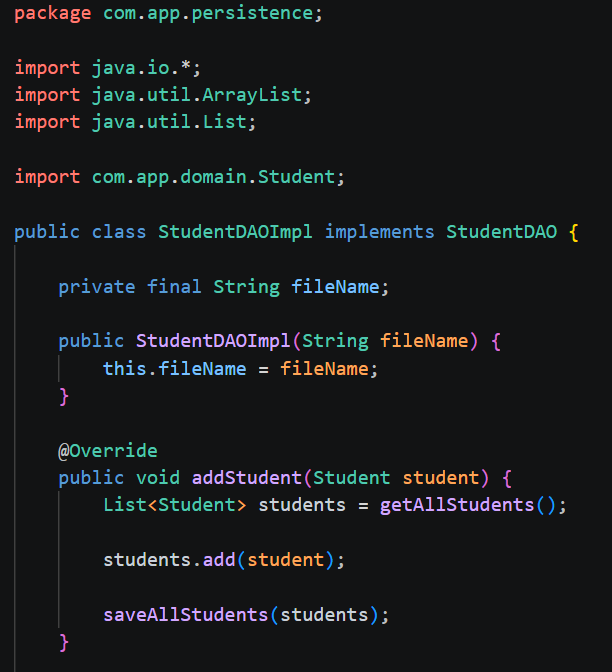 package com.app.persistence;
import java.io.*;
import java.util.ArrayList;
import java.util.List;
import com.app.domain.Student;
public class StudentDAOImpl implements StudentDAO {
private final String fileName;
public StudentDAOImpl(String fileName) {
this.fileName = fileName;
}
@Override
public void addStudent(Student student) {
List<Student> students = getAllStudents();
students.add(student);
saveAllStudents(students);
}